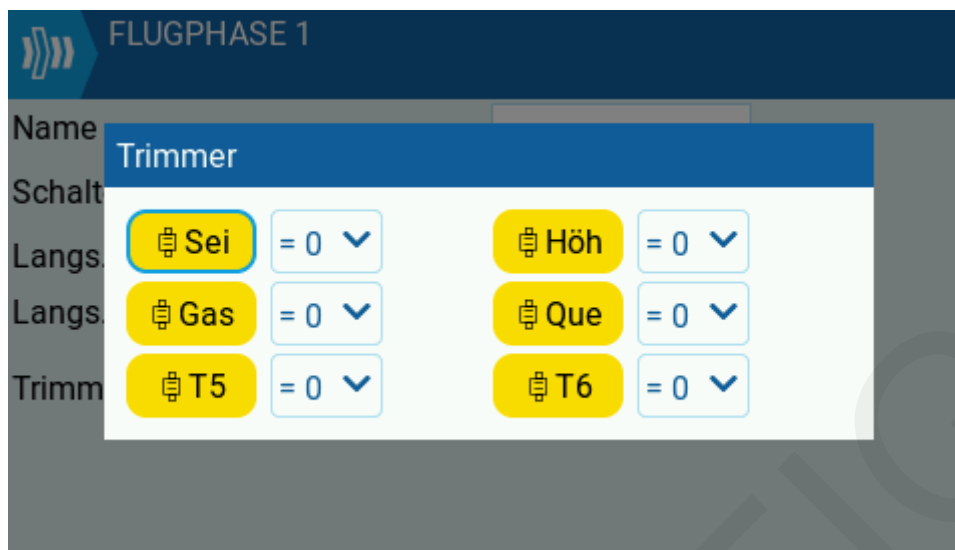 FLUGPHASE 1
Name
Trimmer
Schalt
Sei = 0 Höh = 0
Langs.
Gas = 0 Que = 0
Langs.
T5 = 0 T6 = 0
Trimm